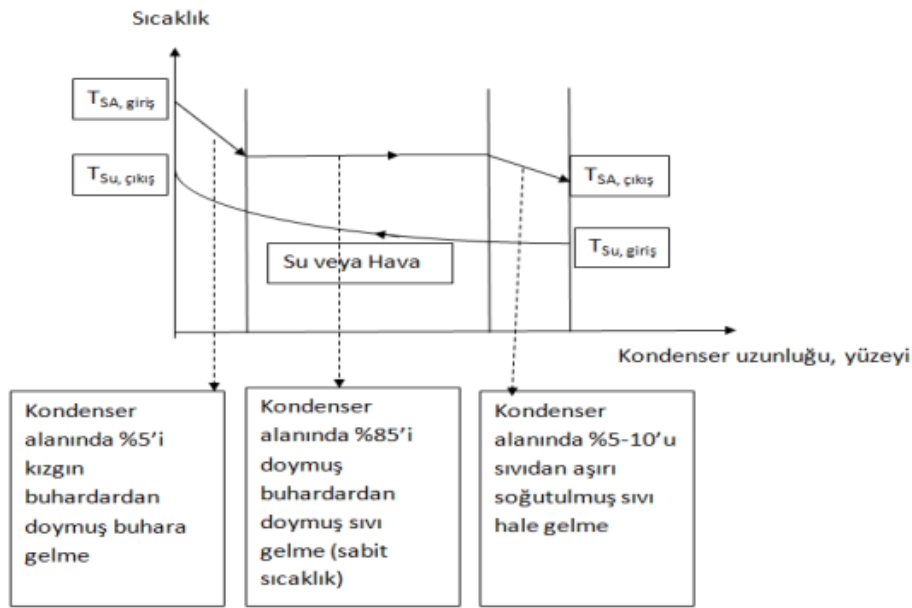 Sıcaklık
T_SA, giriş
T_Su, çıkış
T_SA, çıkış
T_Su, giriş
Su veya Hava
Kondenser uzunluğu, yüzeyi
Kondenser
alanında %5'i
kızgın
buhardardan
doymuş buhara
gelme
Kondenser
alanında %85'i
doymuş
buhardardan
doymuş sıvı
gelme (sabit
sıcaklık)
Kondenser
alanında %5-10'u
sıvıdan aşırı
soğutulmuş sıvı
hale gelme